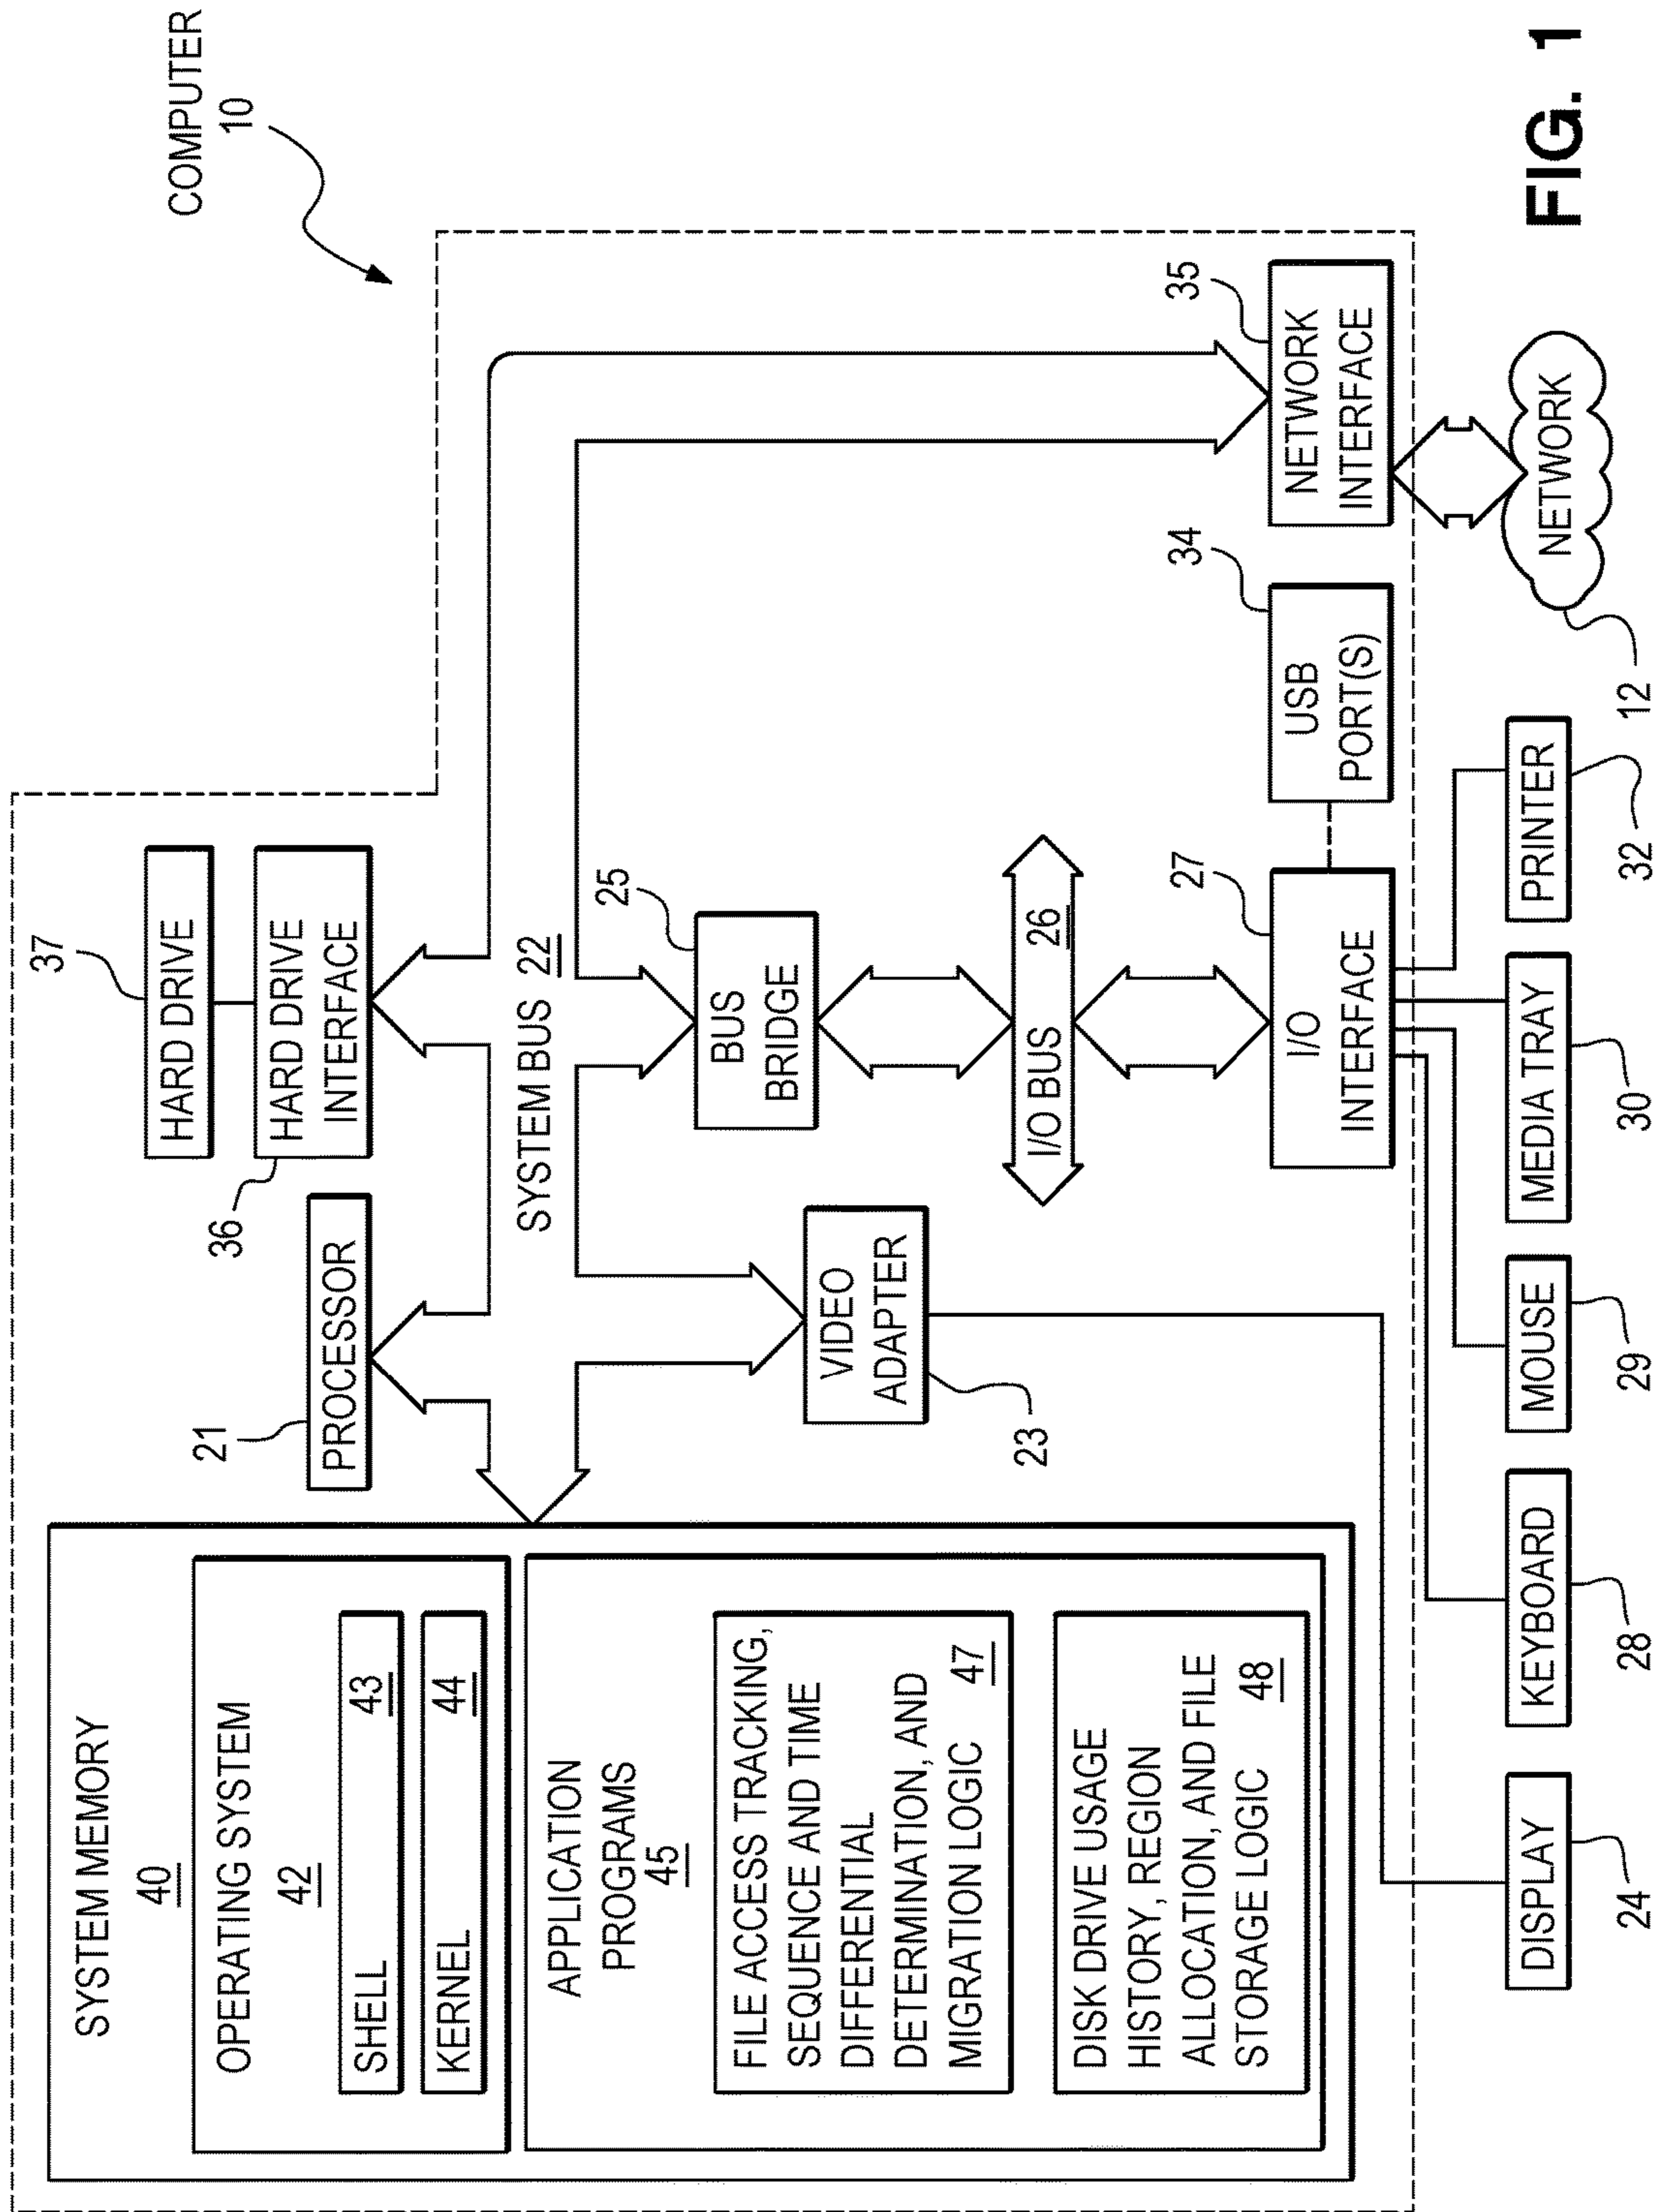 COMPUTER
10
SYSTEM MEMORY
40
OPERATING SYSTEM
42
SHELL 43
KERNEL 44
APPLICATION
PROGRAMS
45
FILE ACCESS TRACKING,
SEQUENCE AND TIME
DIFFERENTIAL
DETERMINATION, AND
MIGRATION LOGIC 47
DISK DRIVE USAGE
HISTORY, REGION
ALLOCATION, AND FILE
STORAGE LOGIC 48
21
PROCESSOR
37
HARD DRIVE
36
HARD DRIVE
INTERFACE
SYSTEM BUS 22
VIDEO
ADAPTER
23
25
BUS
BRIDGE
I/O BUS 26
27
I/O
INTERFACE
34
USB
PORT(S)
35
NETWORK
INTERFACE
DISPLAY
24
KEYBOARD
28
MOUSE
29
MEDIA TRAY
30
PRINTER
32
NETWORK
12
FIG. 1